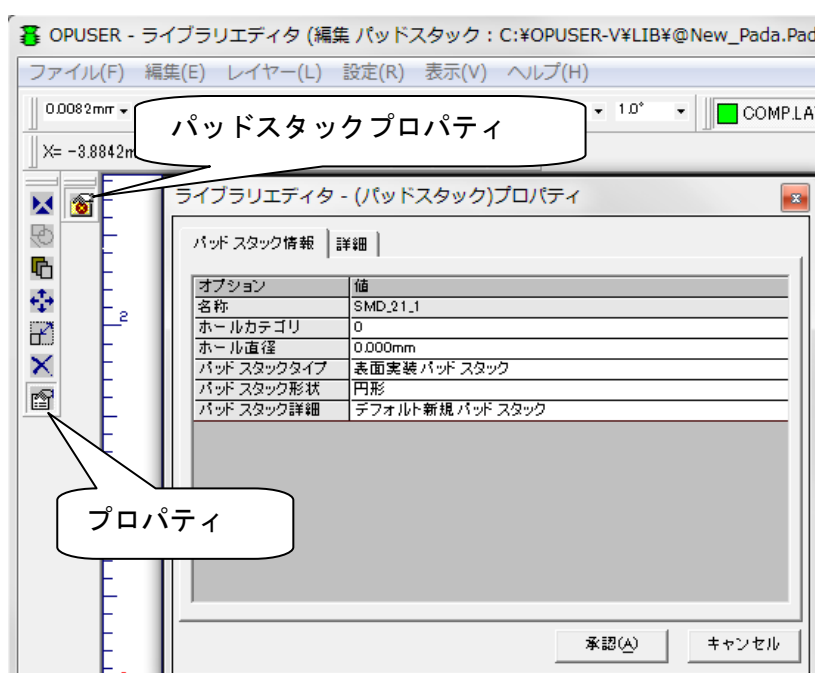 OPUSER - ライブラリエディタ (編集 パッドスタック : C:¥OPUSER-V¥LIB¥@New_Pada.Pad
ファイル(F) 編集(E) レイヤー(L) 設定(R) 表示(V) ヘルプ(H)
0.0082mm 1.0° COMP.LA
パッドスタックプロパティ
X= -3.8842m
ライブラリエディタ - (パッドスタック)プロパティ
パッドスタック情報 詳細
オプション 値
名称 SMD_21_1
ホールカテゴリ 0
ホール直径 0.000mm
パッドスタックタイプ 表面実装パッドスタック
パッドスタック形状 円形
パッドスタック詳細 デフォルト新規パッドスタック
2
プロパティ
承認(A) キャンセル